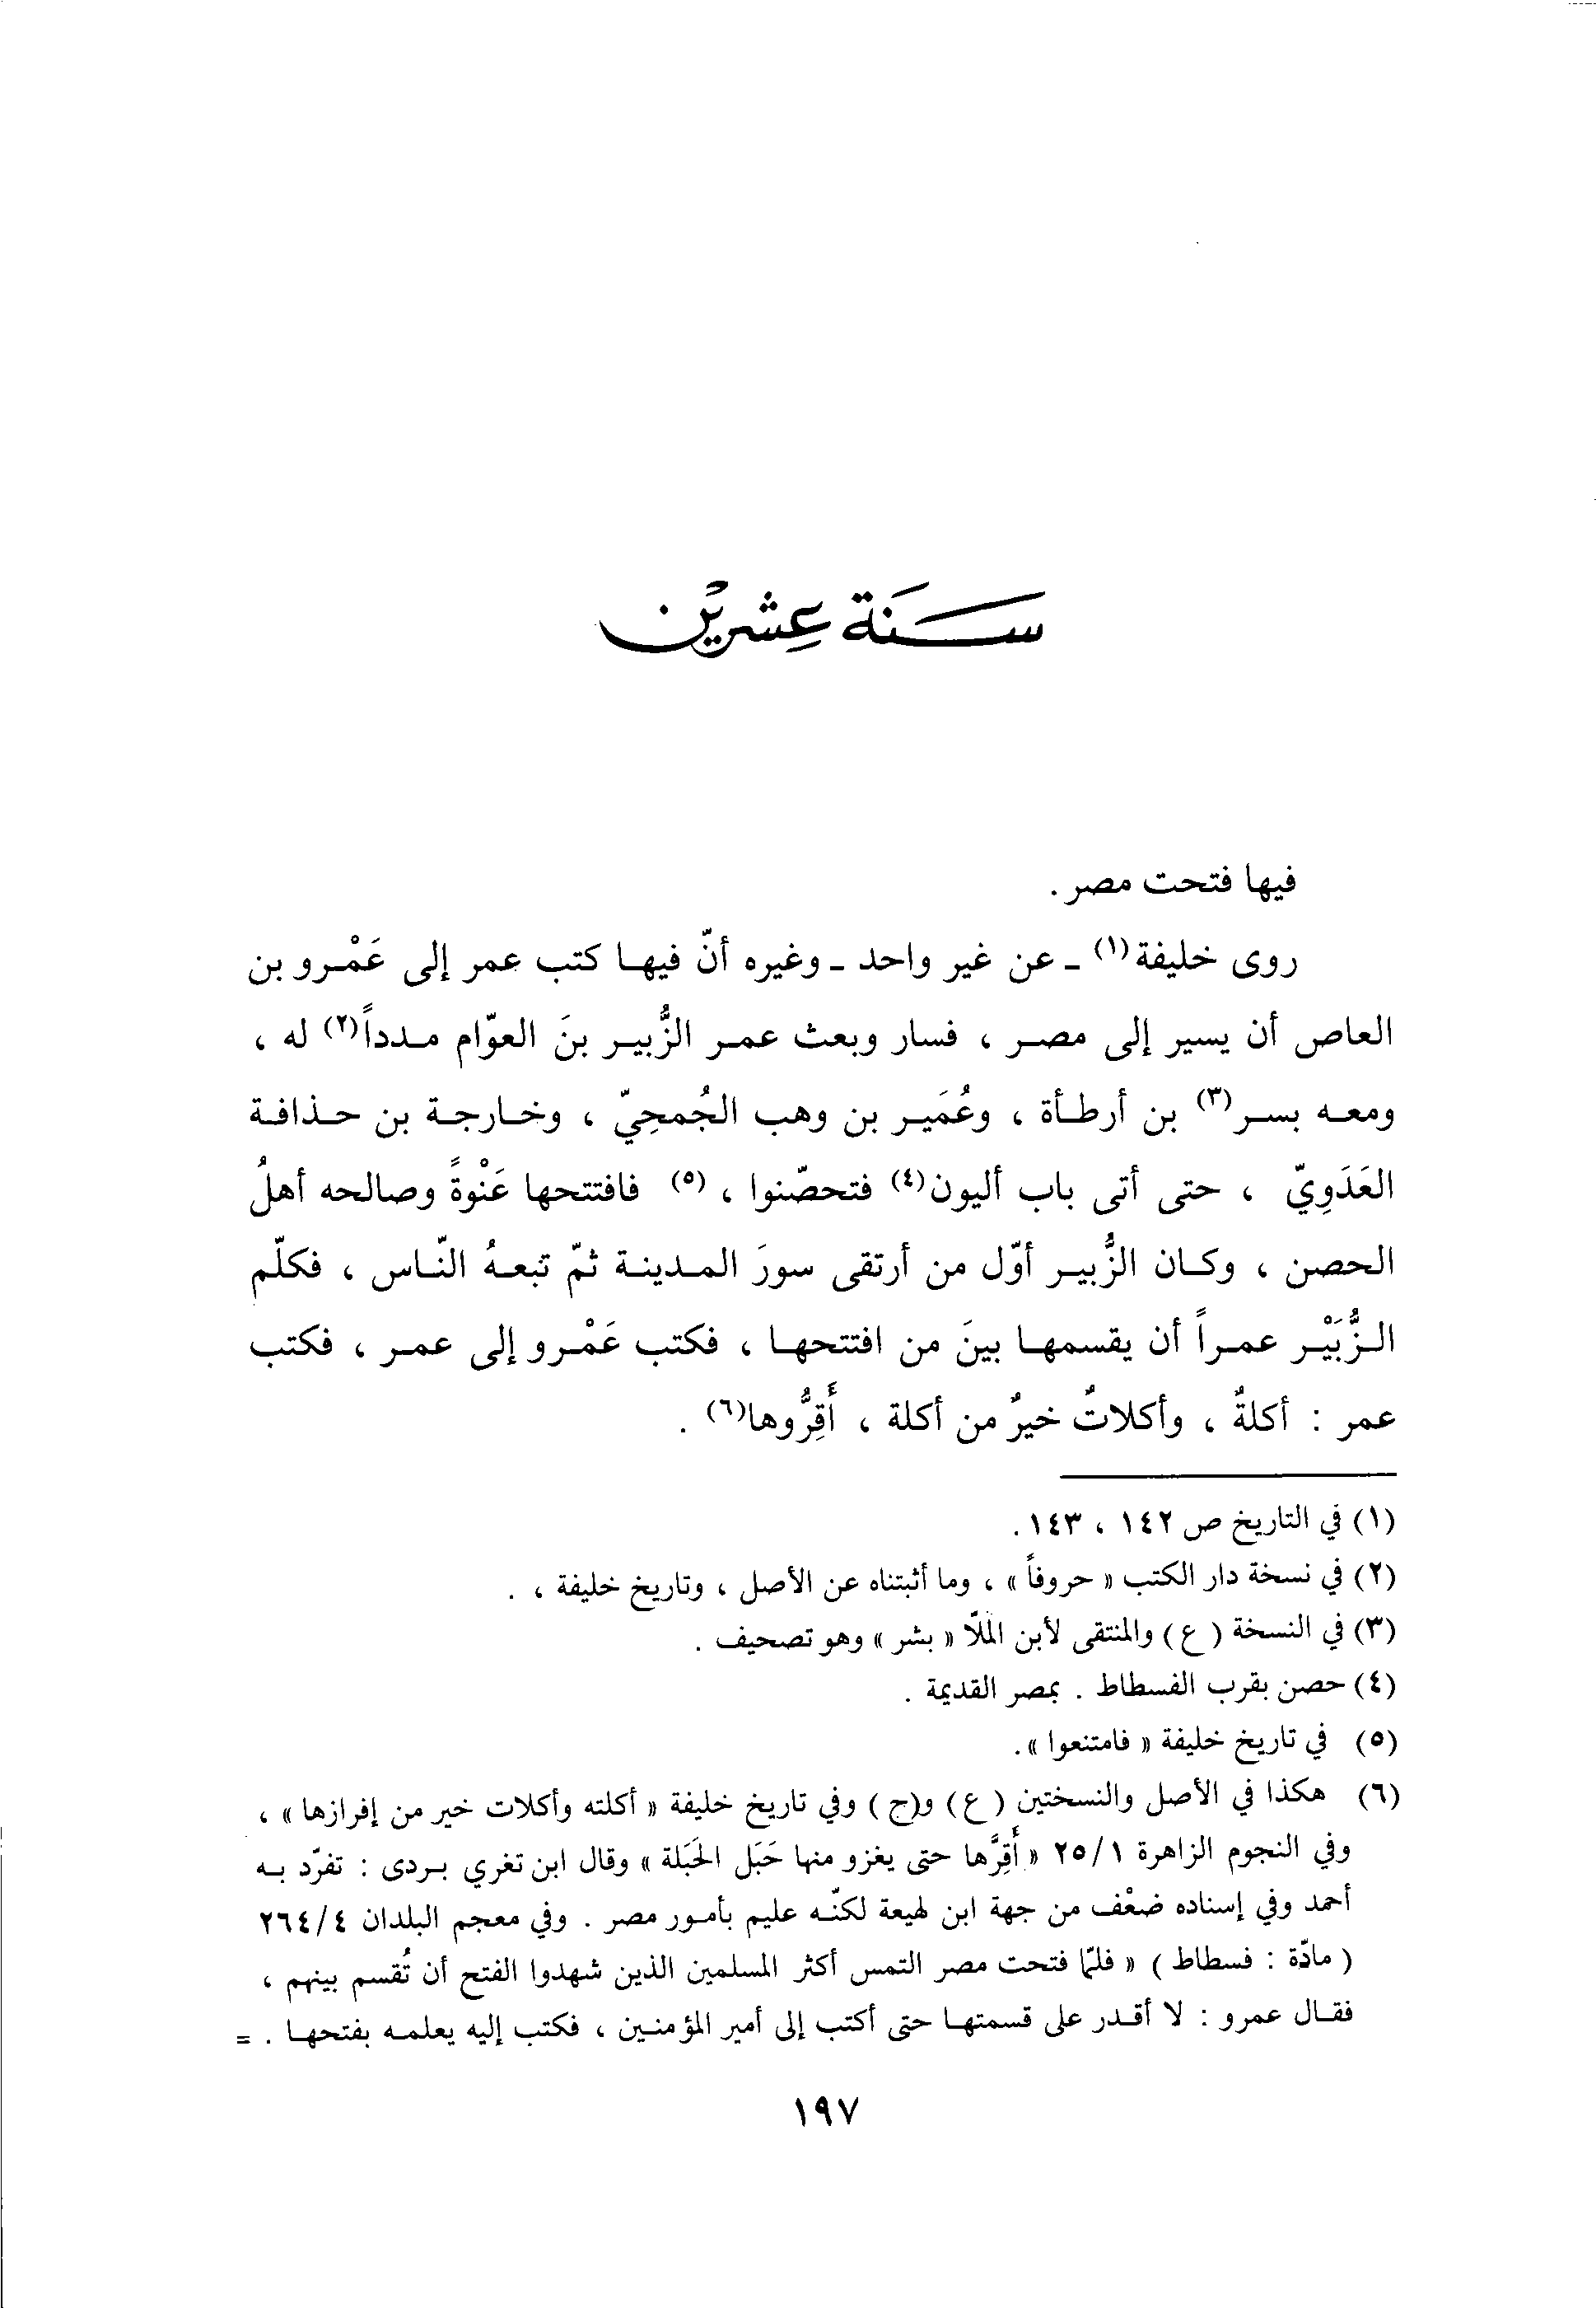 سَنَة عِشرين
فيها فتحت مصر .
روى خليفة(١) ـ عن غير واحد ـ وغيره أنّ فيها كتب عمر إلى عَمْرو بن
العاص أن يسير إلى مصر ، فسار وبعث عمر الزُّبير بنَ العوّام مدداً(٢) له ،
ومعه بسر(٣) بن أرطأة ، وعُمَير بن وهب الجُمحِيّ ، وخارجة بن حذافة
العَدَوِيّ ، حتى أتى باب أليون(٤) فتحصّنوا ، (٥) فافتتحها عَنْوةً وصالحه أهلُ
الحصن ، وكان الزُّبير أوّل من أرتقى سورَ المدينة ثمّ تبعهُ النّاس ، فكلّم
الزُّبَيْر عمراً أن يقسمها بينَ من افتتحها ، فكتب عَمْرو إلى عمر ، فكتب
عمر : أكلةٌ ، وأكلاتٌ خيرٌ من أكلة ، أَقِرُّوها(٦) .
(١) في التاريخ ص ١٤٢ ، ١٤٣ .
(٢) في نسخة دار الكتب « حروفاً » ، وما أثبتناه عن الأصل ، وتاريخ خليفة ، .
(٣) في النسخة ( ع ) والمنتقى لأبن الملّا « بشر » وهو تصحيف .
(٤) حصن بقرب الفسطاط . بمصر القديمة .
(٥) في تاريخ خليفة « فامتنعوا » .
(٦) هكذا في الأصل والنسختين ( ع ) و(ح ) وفي تاريخ خليفة « أكلته وأكلات خير من إفرازها » ،
وفي النجوم الزاهرة ١/٢٥ « أَقِرَّها حتى يغزو منها حَبَل الحَبَلة » وقال ابن تغري بردى : تفرّد به
أحمد وفي إسناده ضعْف من جهة ابن لهيعة لكنّه عليم بأمور مصر . وفي معجم البلدان ٤/٢٦٤
( مادّة : فسطاط ) « فلمّا فتحت مصر التمس أكثر المسلمين الذين شهدوا الفتح أن تُقسم بينهم ،
فقال عمرو : لا أقدر على قسمتها حتى أكتب إلى أمير المؤمنين ، فكتب إليه يعلمه بفتحها . =
١٩٧